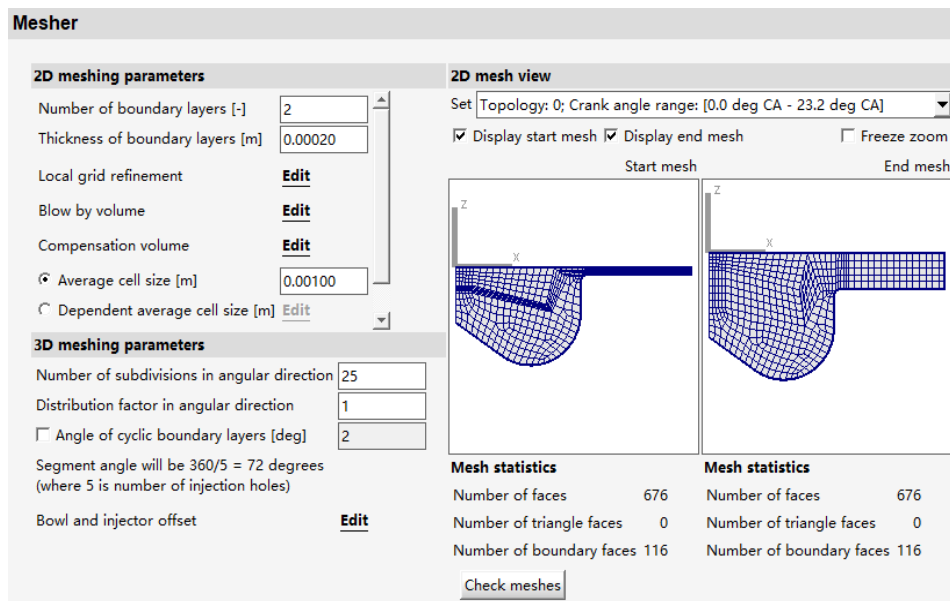 Mesher
2D meshing parameters
Number of boundary layers [-] 2
Thickness of boundary layers [m] 0.00020
Local grid refinement Edit
Blow by volume Edit
Compensation volume Edit
Average cell size [m] 0.00100
Dependent average cell size [m] Edit
3D meshing parameters
Number of subdivisions in angular direction 25
Distribution factor in angular direction 1
Angle of cyclic boundary layers [deg] 2
Segment angle will be 360/5 = 72 degrees
(where 5 is number of injection holes)
Bowl and injector offset Edit
2D mesh view
Set Topology: 0; Crank angle range: [0.0 deg CA - 23.2 deg CA]
Display start mesh Display end mesh Freeze zoom
Start mesh End mesh
Z Z
X X
Mesh statistics Mesh statistics
Number of faces 676 Number of faces 676
Number of triangle faces 0 Number of triangle faces 0
Number of boundary faces 116 Number of boundary faces 116
Check meshes